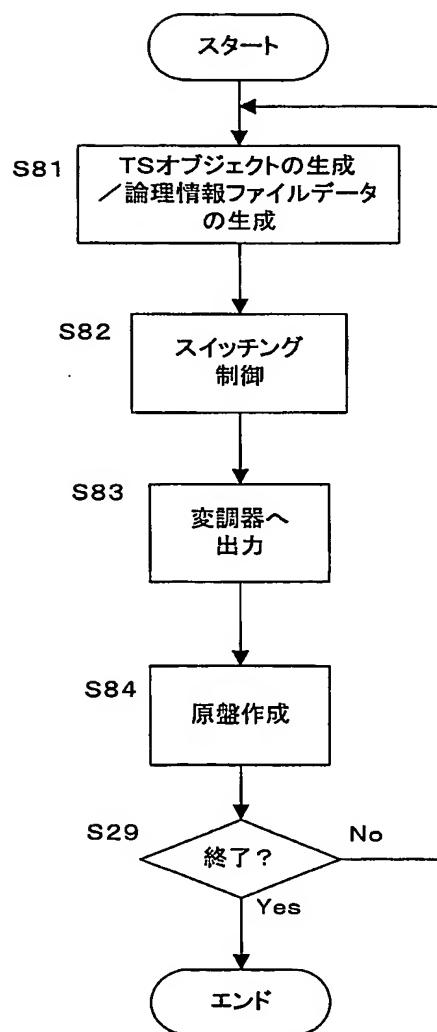 スタート
S81
TSオブジェクトの生成
/論理情報ファイルデータ
の生成
S82
スイッチング
制御
S83
変調器へ
出力
S84
原盤作成
S29
終了?
No
Yes
エンド